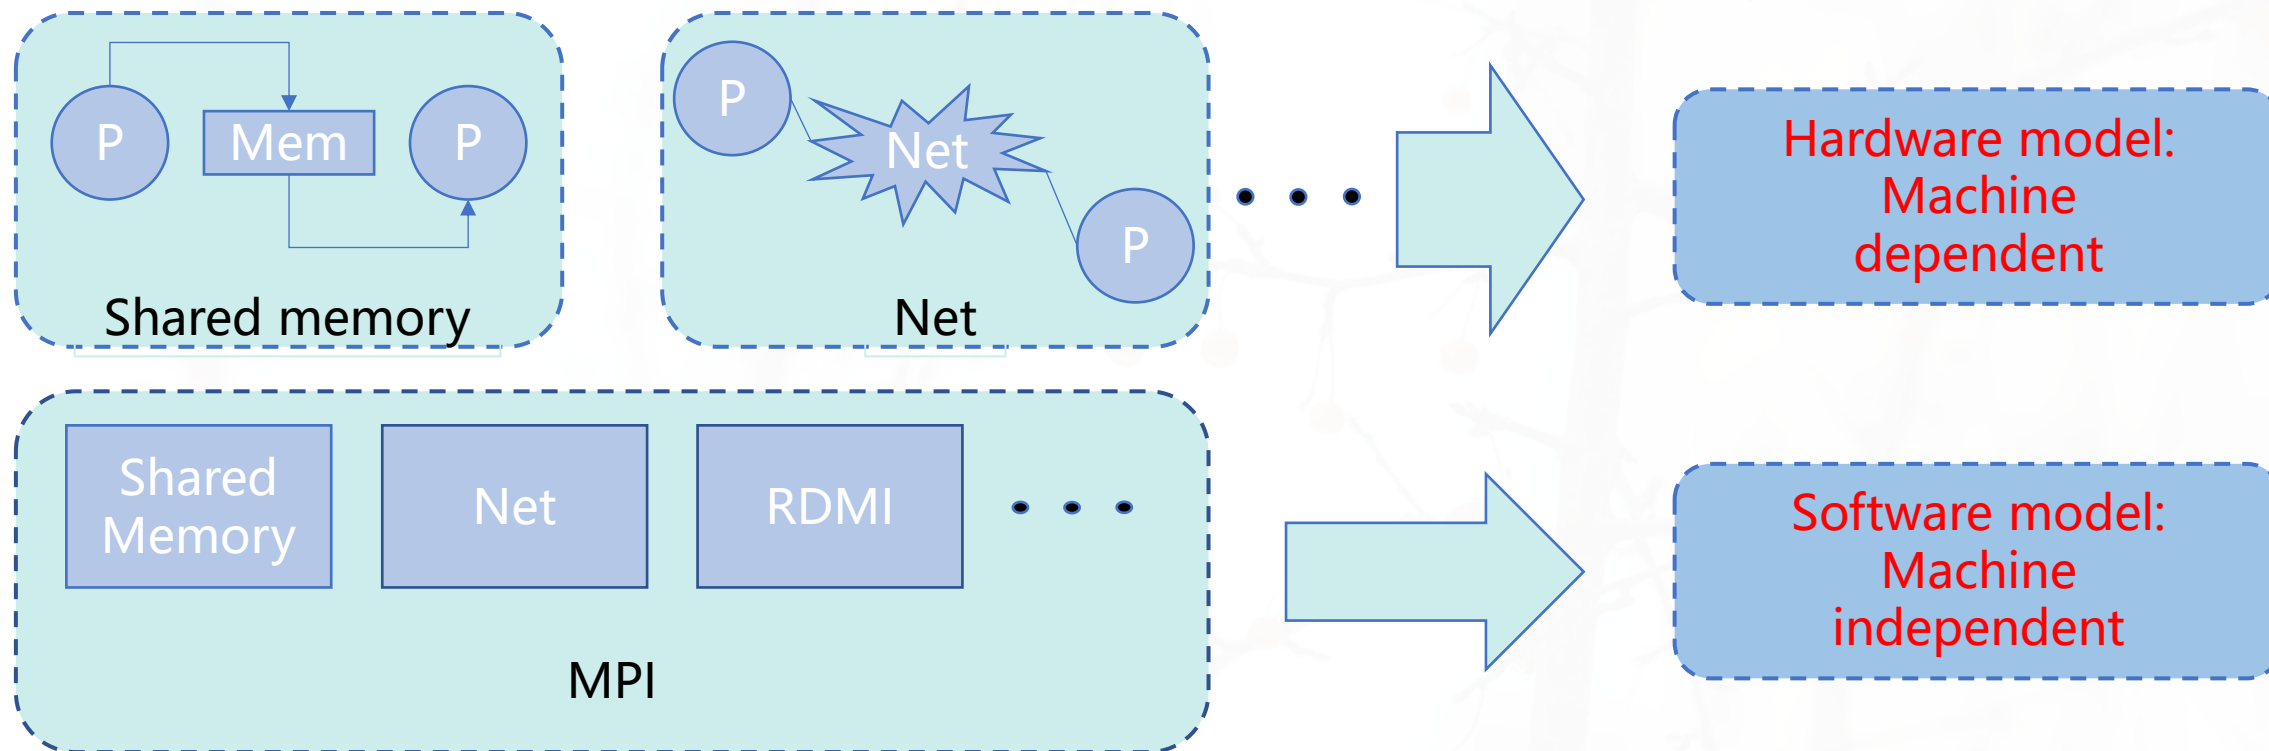 P
Mem
P
Shared memory
P
Net
P
Net
Hardware model:
Machine
dependent
Shared
Memory
Net
RDMI
MPI
Software model:
Machine
independent